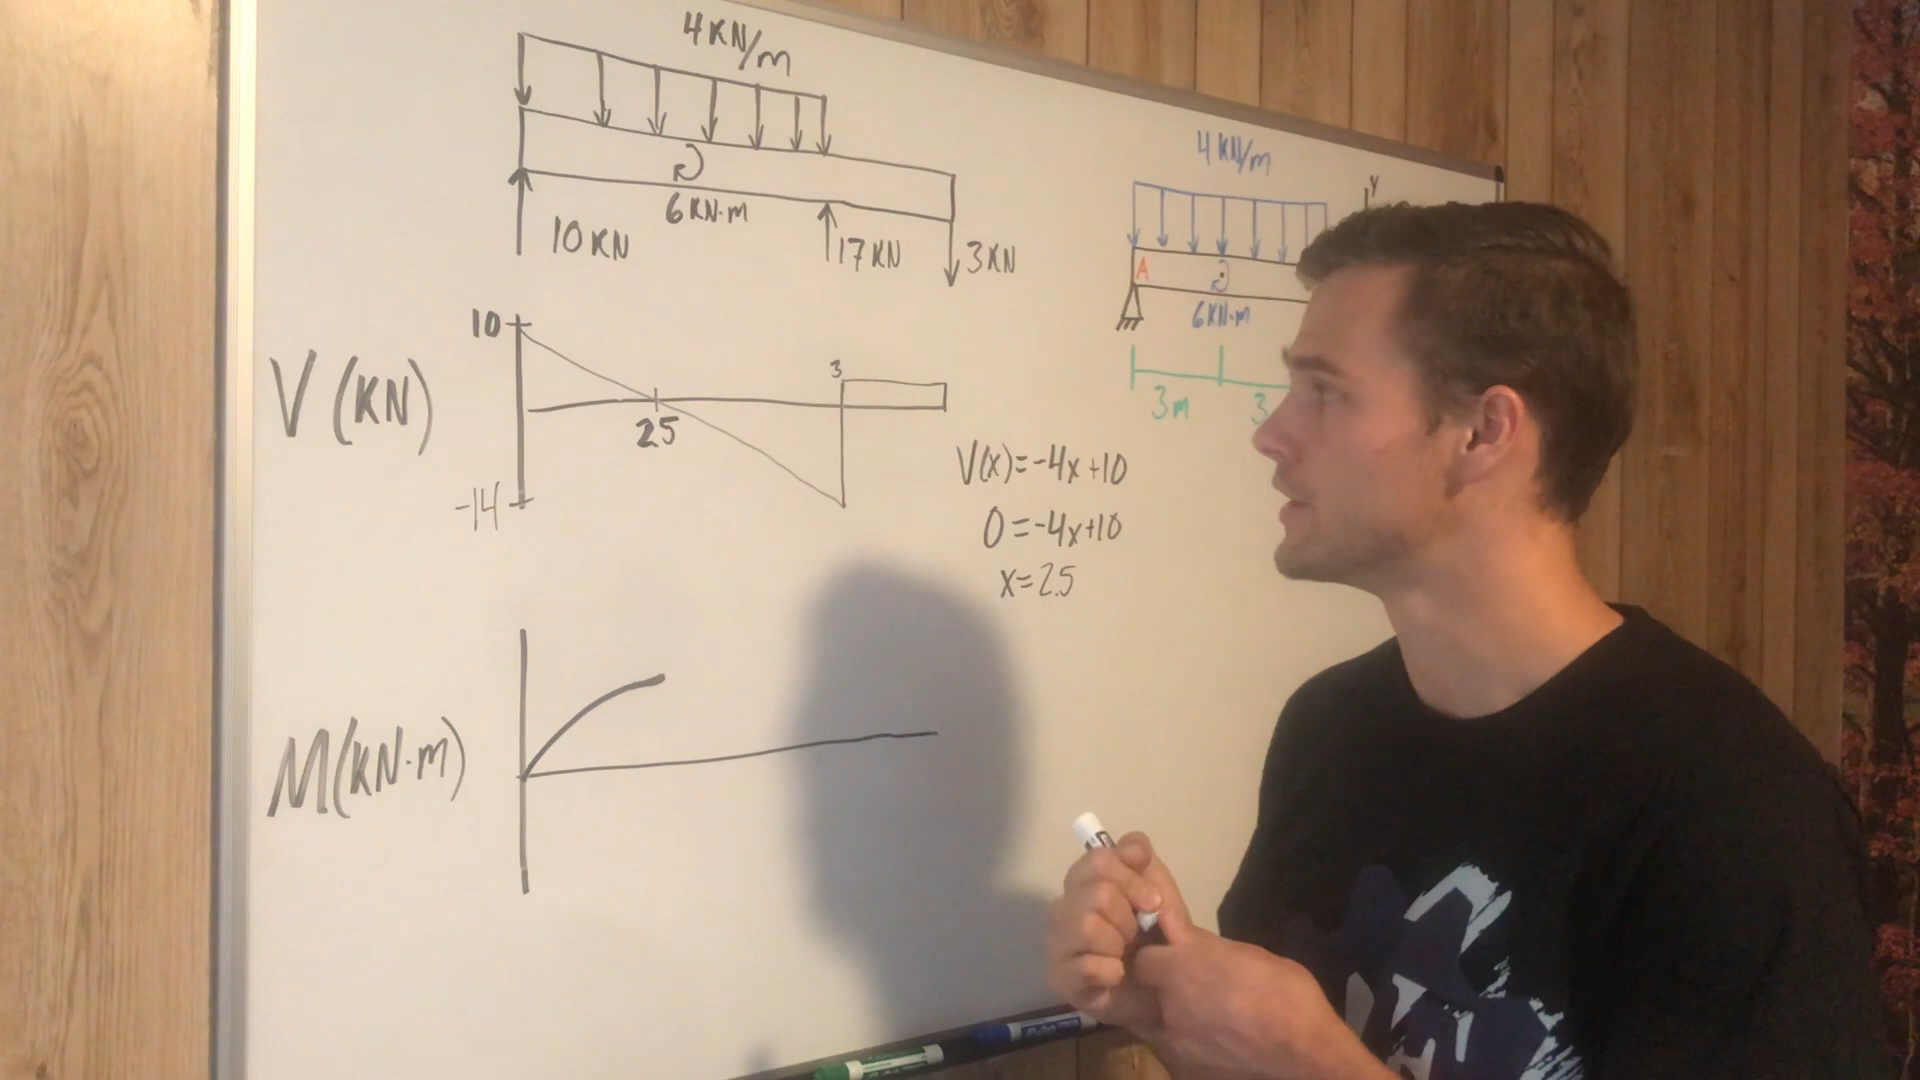 4KN/m
6KN·m
10KN
17KN
3KN
V(KN)
10
-14
2.5
3
V(x)=-4x+10
0=-4x+10
x=2.5
M(KN·m)
4KN/m
Y
A
6KN·m
3m
3